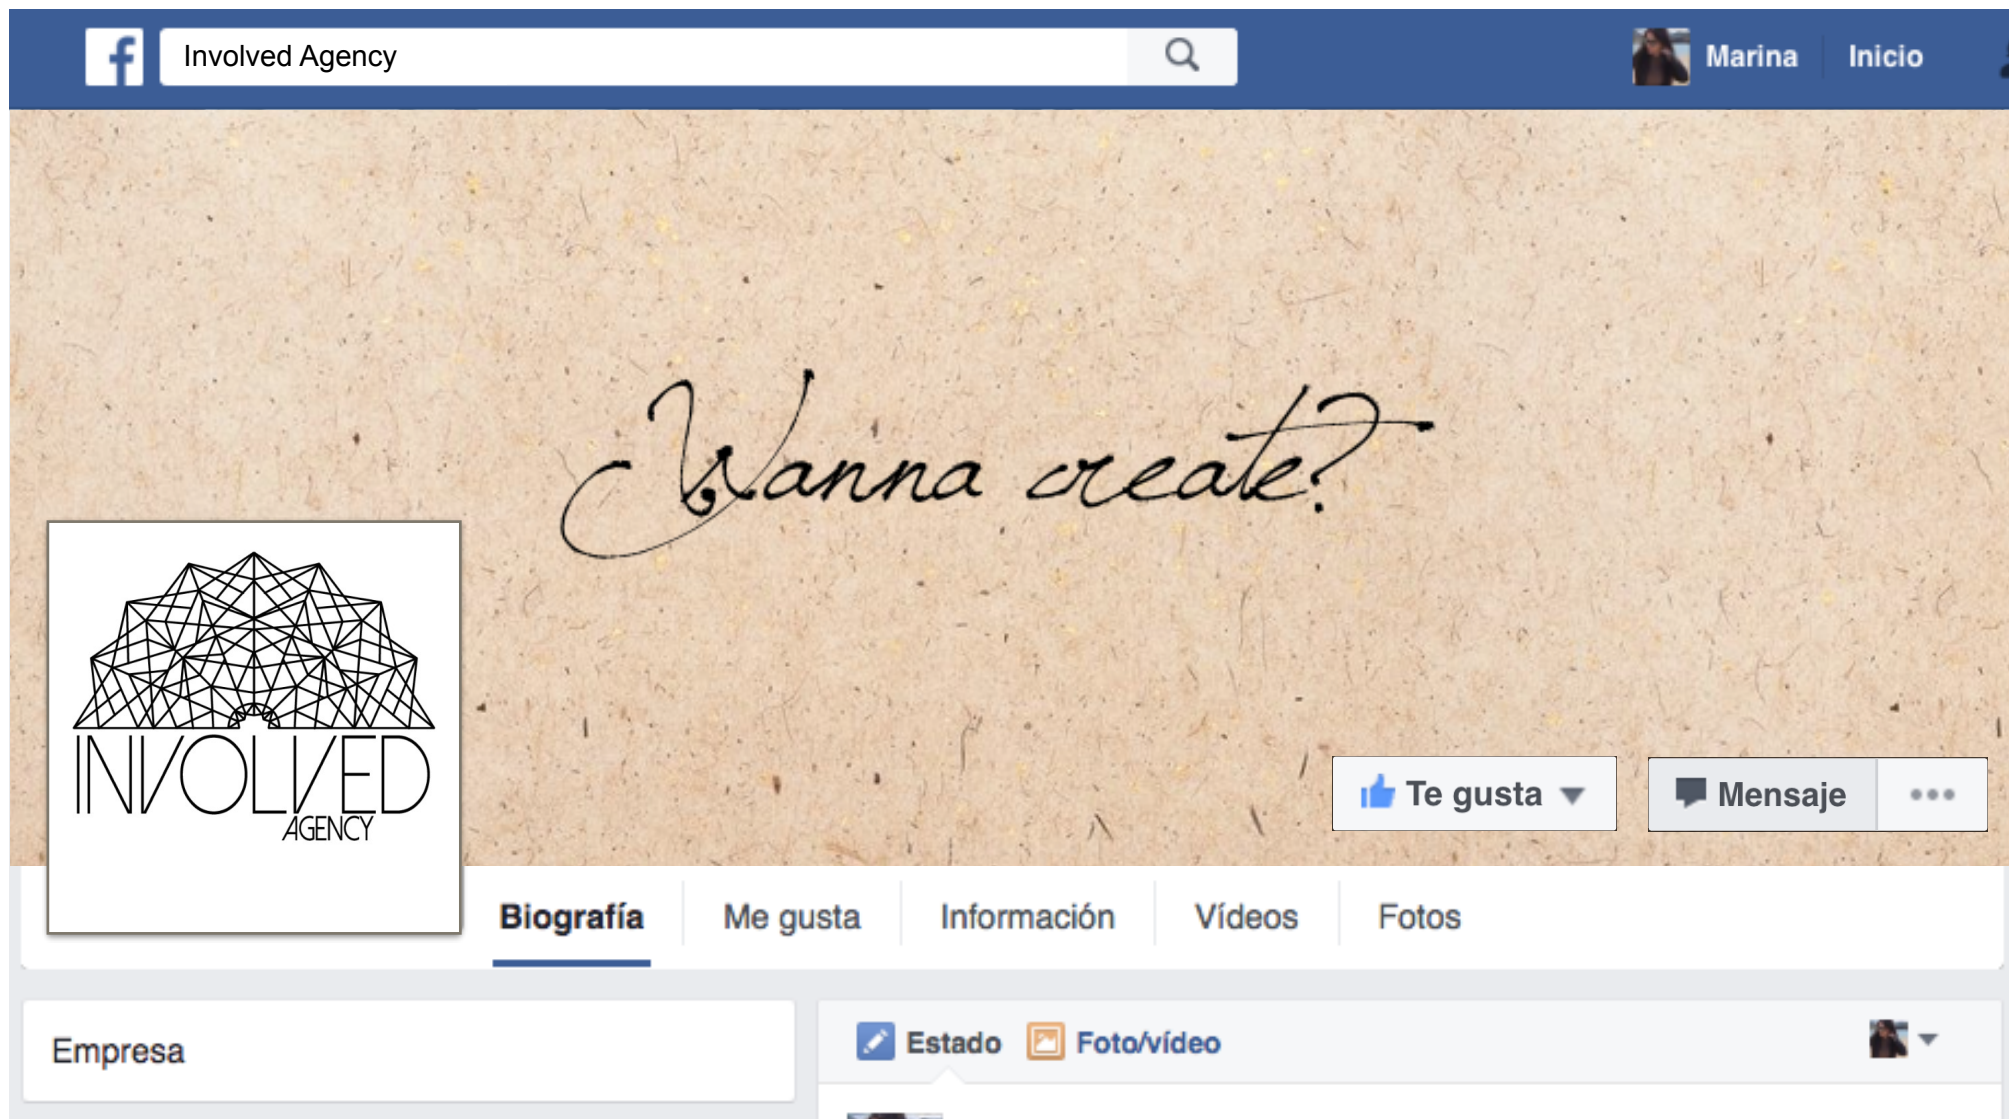 Involved Agency
Marina
Inicio
Wanna create?
INVOLVED
AGENCY
Te gusta
Mensaje
Biografía
Me gusta
Información
Vídeos
Fotos
Empresa
Estado
Foto/vídeo